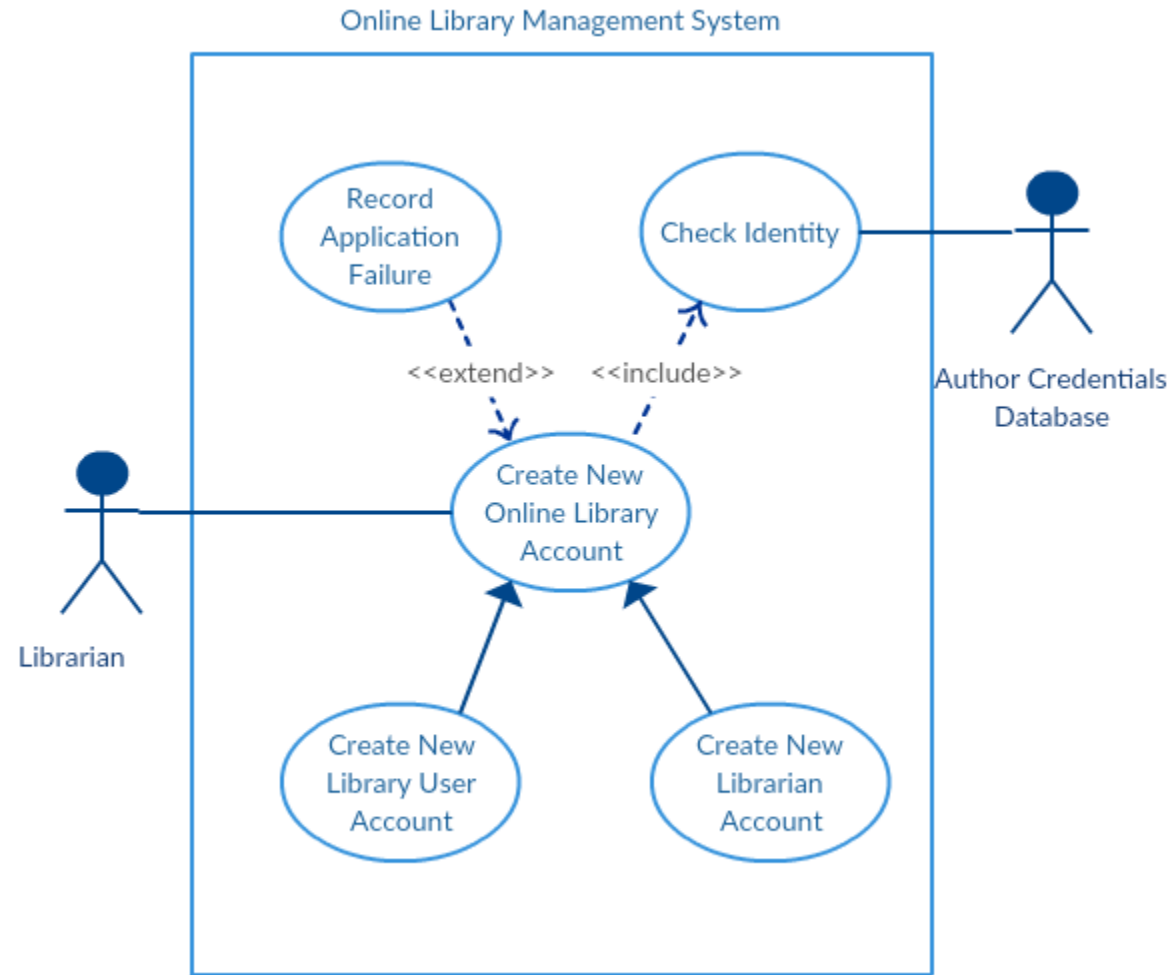 Online Library Management System
Record
Application
Failure
Check Identity
<<extend>>
<<include>>
Author Credentials
Database
Create New
Online Library
Account
Librarian
Create New
Library User
Account
Create New
Librarian
Account